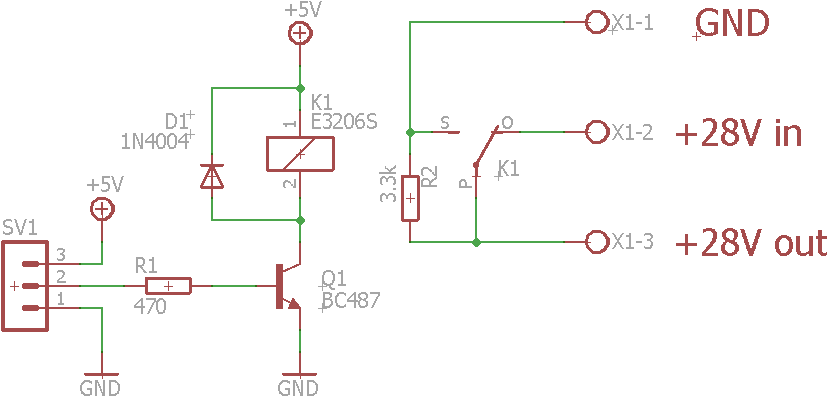 +5V
X1-1 GND
K1
E3206S
D1
1N4004
1
2
S
O
X1-2 +28V in
K1
P
3.3k
R2
X1-3 +28V out
+5V
SV1
3
2
1
R1
470
Q1
BC487
GND
GND